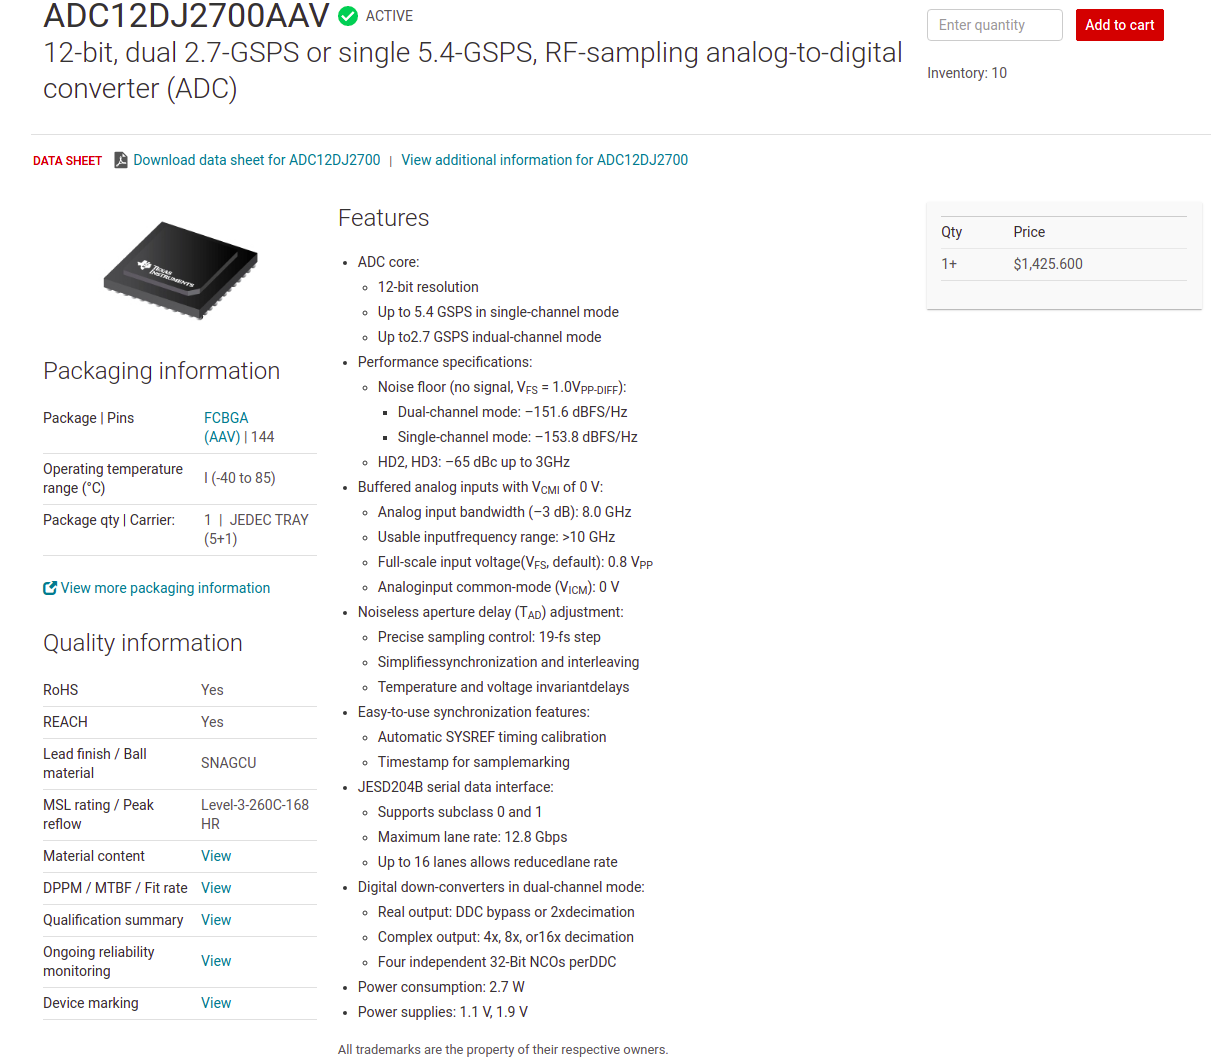 ADC12DJ2700AAV ACTIVE
12-bit, dual 2.7-GSPS or single 5.4-GSPS, RF-sampling analog-to-digital
converter (ADC)
Enter quantity
Add to cart
Inventory: 10
DATA SHEET Download data sheet for ADC12DJ2700 | View additional information for ADC12DJ2700
TEXAS
INSTRUMENTS
Packaging information
Package | Pins FCBGA
(AAV) | 144
Operating temperature
range (°C) I (-40 to 85)
Package qty | Carrier: 1 | JEDEC TRAY
(5+1)
View more packaging information
Quality information
RoHS Yes
REACH Yes
Lead finish / Ball
material SNAGCU
MSL rating / Peak
reflow Level-3-260C-168
HR
Material content View
DPPM / MTBF / Fit rate View
Qualification summary View
Ongoing reliability
monitoring View
Device marking View
Features
• ADC core:
◦ 12-bit resolution
◦ Up to 5.4 GSPS in single-channel mode
◦ Up to2.7 GSPS indual-channel mode
• Performance specifications:
◦ Noise floor (no signal, VFS = 1.0VPP-DIFF):
▪ Dual-channel mode: –151.6 dBFS/Hz
▪ Single-channel mode: –153.8 dBFS/Hz
◦ HD2, HD3: –65 dBc up to 3GHz
• Buffered analog inputs with VCMI of 0 V:
◦ Analog input bandwidth (–3 dB): 8.0 GHz
◦ Usable inputfrequency range: >10 GHz
◦ Full-scale input voltage(VFS, default): 0.8 VPP
◦ Analoginput common-mode (VICM): 0 V
• Noiseless aperture delay (TAD) adjustment:
◦ Precise sampling control: 19-fs step
◦ Simplifiessynchronization and interleaving
◦ Temperature and voltage invariantdelays
• Easy-to-use synchronization features:
◦ Automatic SYSREF timing calibration
◦ Timestamp for samplemarking
• JESD204B serial data interface:
◦ Supports subclass 0 and 1
◦ Maximum lane rate: 12.8 Gbps
◦ Up to 16 lanes allows reducedlane rate
• Digital down-converters in dual-channel mode:
◦ Real output: DDC bypass or 2xdecimation
◦ Complex output: 4x, 8x, or16x decimation
◦ Four independent 32-Bit NCOs perDDC
• Power consumption: 2.7 W
• Power supplies: 1.1 V, 1.9 V
All trademarks are the property of their respective owners.
Qty Price
1+ $1,425.600